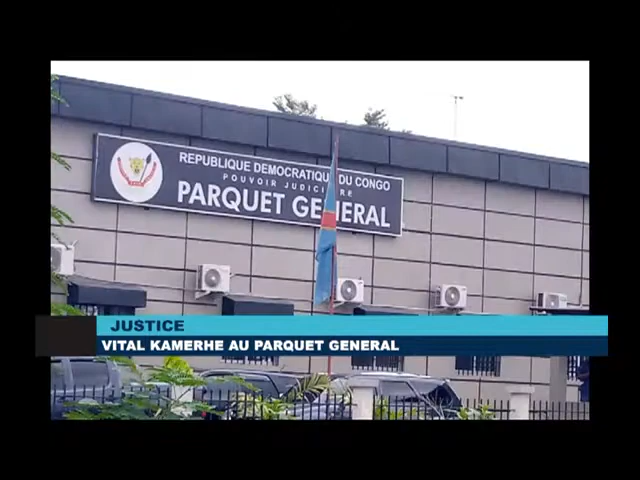 REPUBLIQUE DEMOCRATIQUE DU CONGO
POUVOIR JUDICIAIRE
PARQUET GENERAL
JUSTICE
VITAL KAMERHE AU PARQUET GENERAL